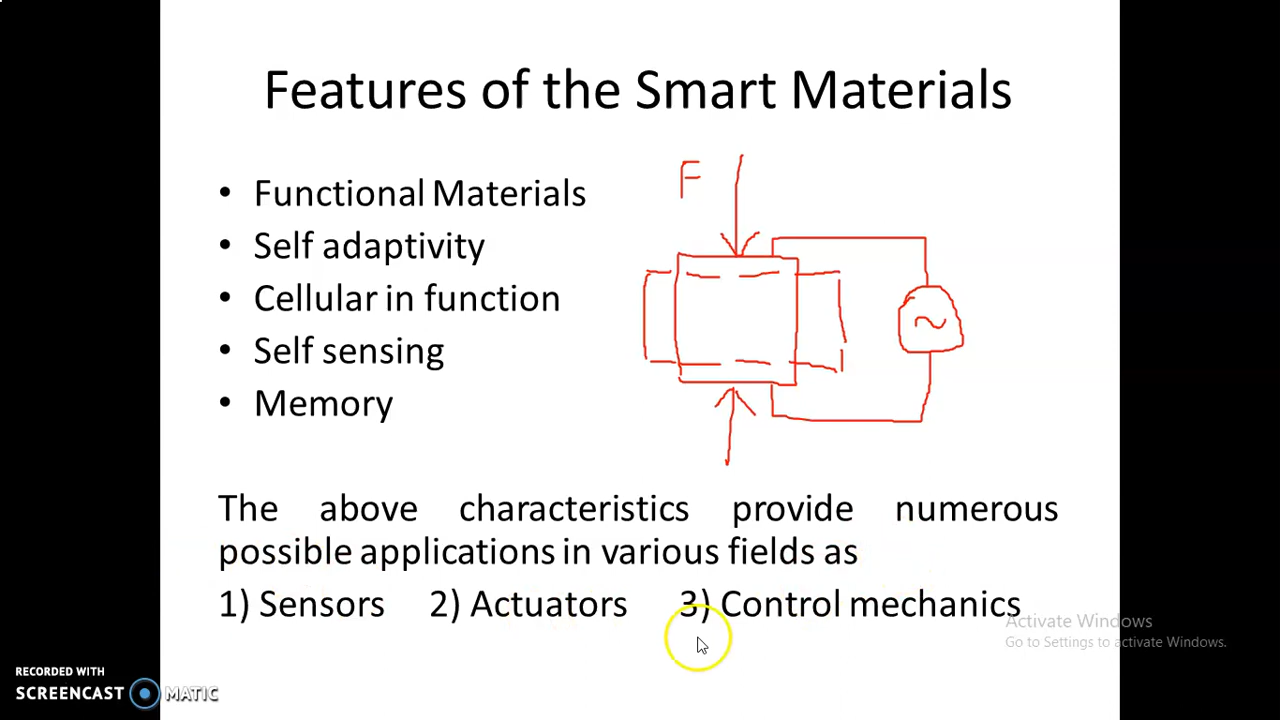 Features of the Smart Materials
• Functional Materials
• Self adaptivity
• Cellular in function
• Self sensing
• Memory
F
~
The above characteristics provide numerous
possible applications in various fields as
1) Sensors 2) Actuators 3) Control mechanics
Activate Windows
Go to Settings to activate Windows.
RECORDED WITH
SCREENCAST MATIC